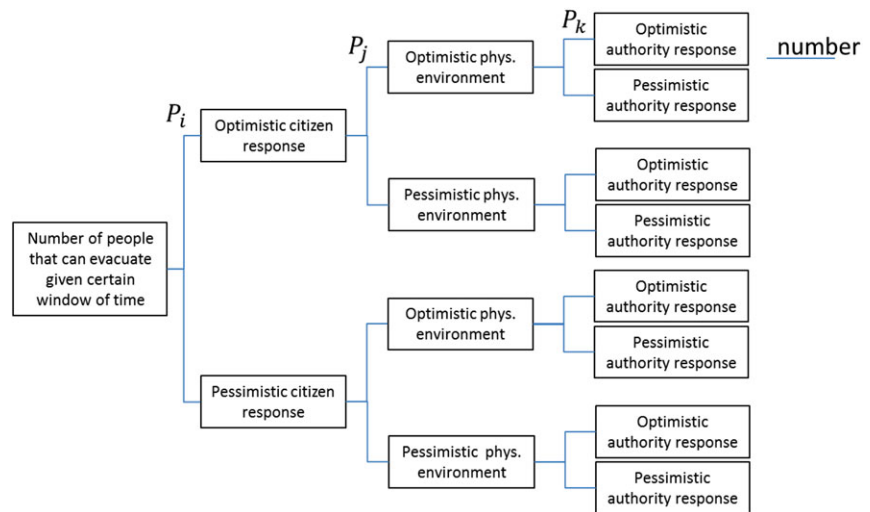 P_k
Optimistic
authority response
number
P_j
Optimistic phys.
environment
Pessimistic
authority response
P_i
Optimistic citizen
response
Optimistic
authority response
Pessimistic phys.
environment
Pessimistic
authority response
Number of people
that can evacuate
given certain
window of time
Optimistic
authority response
Optimistic phys.
environment
Pessimistic
authority response
Pessimistic citizen
response
Optimistic
authority response
Pessimistic phys.
environment
Pessimistic
authority response